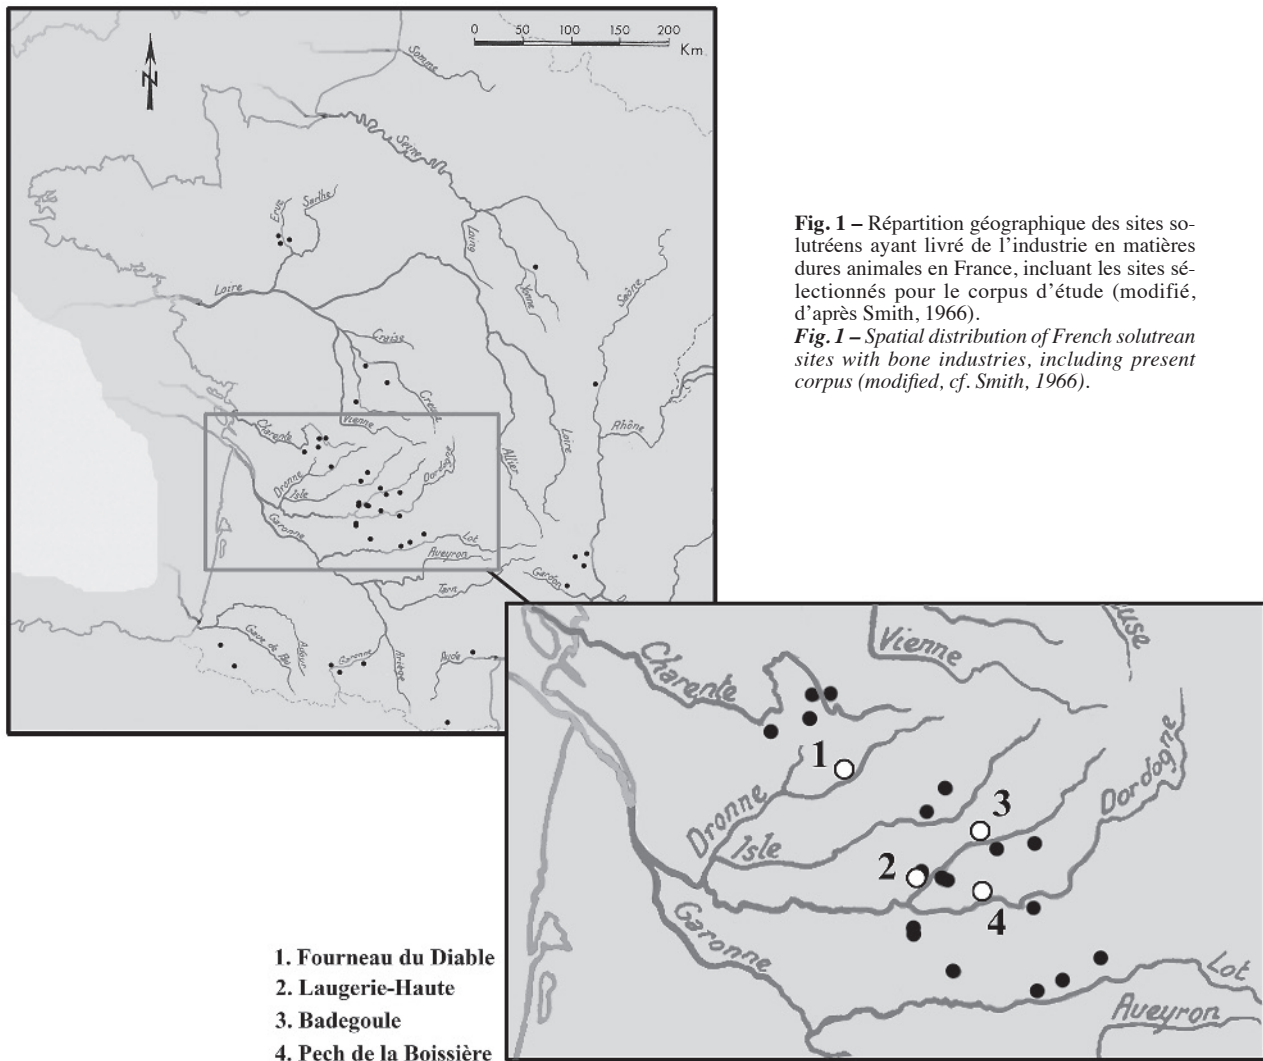 0 50 100 150 200
Km.
N
Somme
Seine
Erve
Sarthe
Loing
Yonne
Saône
Loire
Creuse
Vienne
Charente
Dronne
Isle
Dordogne
Allier
Loire
Rhône
Garonne
Lot
Aveyron
Tarn
Gardon
Gave de Pau
Adour
Garonne
Ariège
Aude
Fig. 1 – Répartition géographique des sites so-
lutréens ayant livré de l’industrie en matières
dures animales en France, incluant les sites sé-
lectionnés pour le corpus d’étude (modifié,
d’après Smith, 1966).
Fig. 1 – Spatial distribution of French solutrean
sites with bone industries, including present
corpus (modified, cf. Smith, 1966).
Charente
Vienne
use
Dordogne
Dronne
Isle
Garonne
Lot
Aveyron
1
2
3
4
1. Fourneau du Diable
2. Laugerie-Haute
3. Badegoule
4. Pech de la Boissière